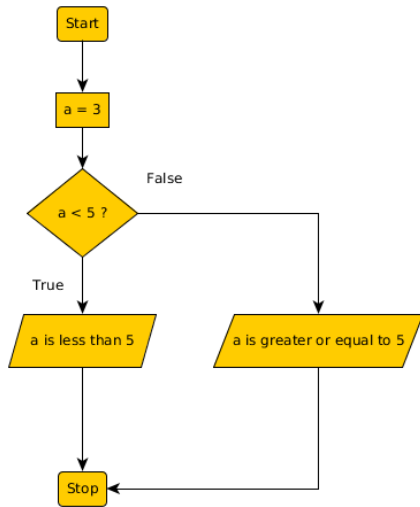 Start
a = 3
False
a < 5 ?
True
a is less than 5
a is greater or equal to 5
Stop